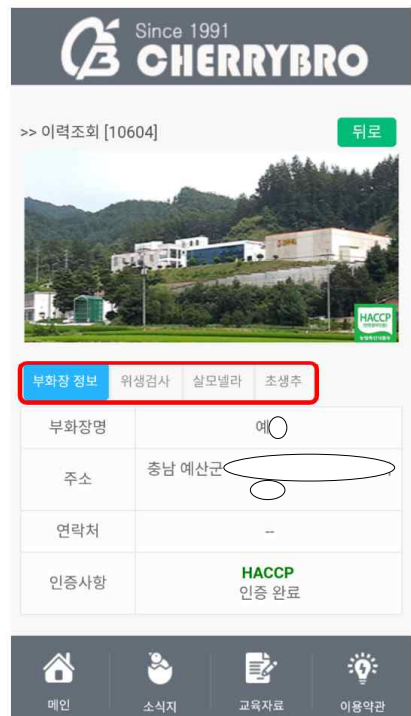 Since 1991
CHERRYBRO
>> 이력조회 [10604]
뒤로
HACCP
부화장 정보 위생검사 살모넬라 초생추
부화장명 예
주소 충남 예산군
연락처 --
인증사항 HACCP
인증 완료
메인 소식지 교육자료 이용약관